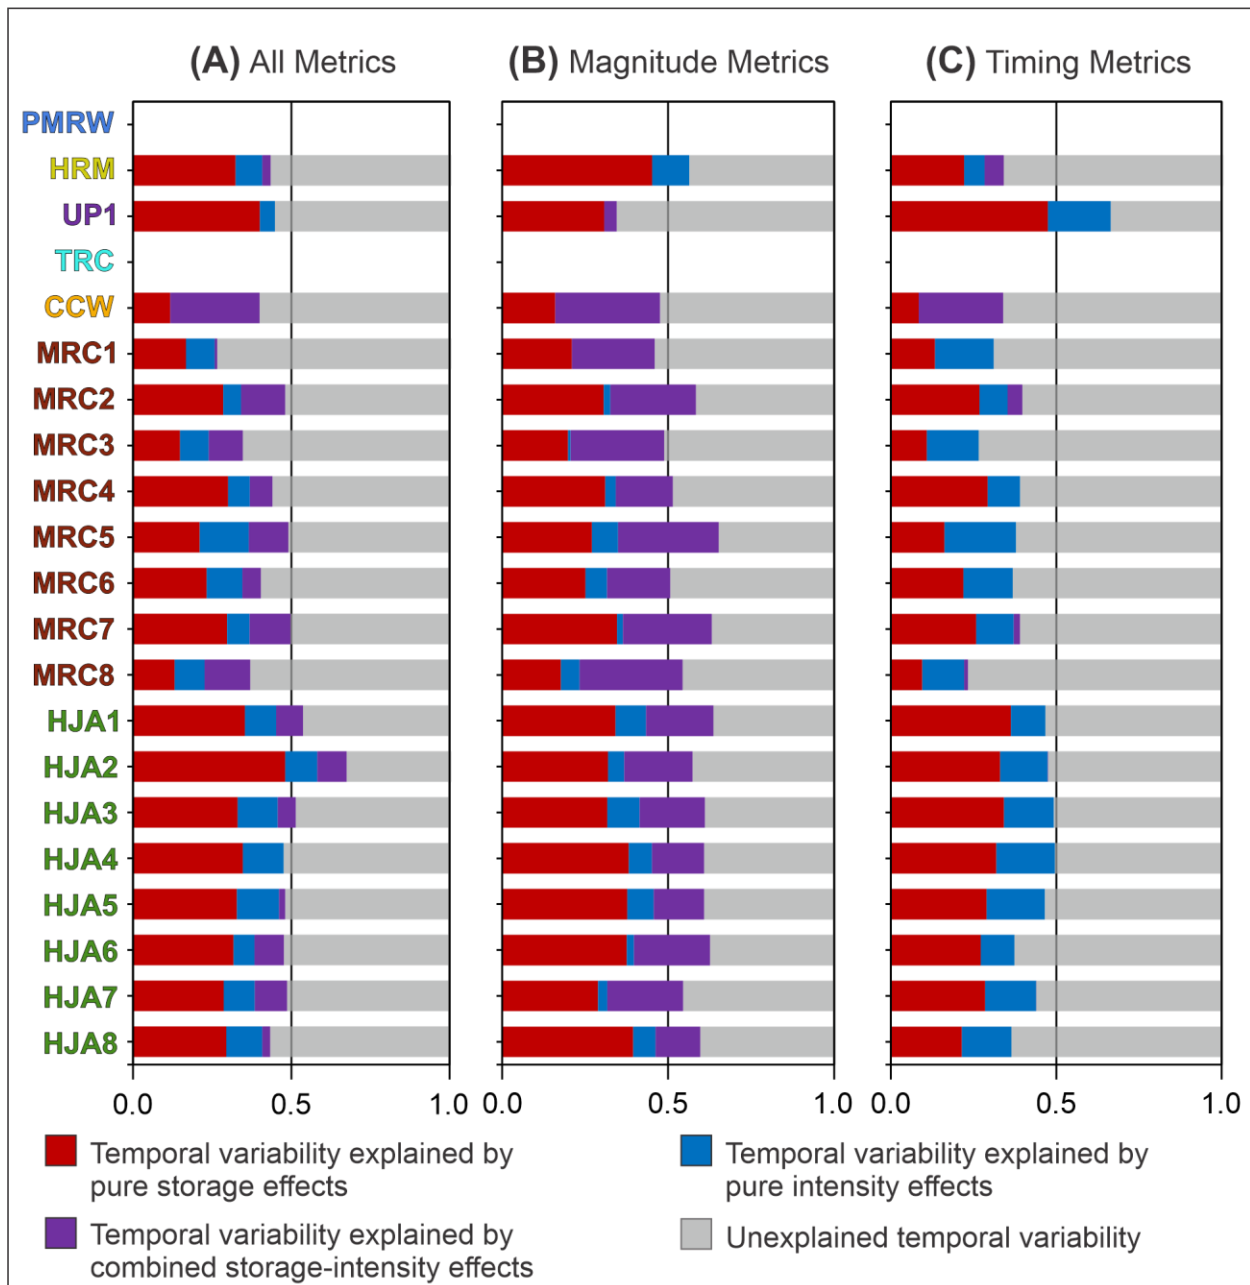 (A) All Metrics
(B) Magnitude Metrics
(C) Timing Metrics
PMRW
HRM
UP1
TRC
CCW
MRC1
MRC2
MRC3
MRC4
MRC5
MRC6
MRC7
MRC8
HJA1
HJA2
HJA3
HJA4
HJA5
HJA6
HJA7
HJA8
0.0 0.5 1.0
0.0 0.5 1.0
0.0 0.5 1.0
Temporal variability explained by
pure storage effects
Temporal variability explained by
pure intensity effects
Temporal variability explained by
combined storage-intensity effects
Unexplained temporal variability